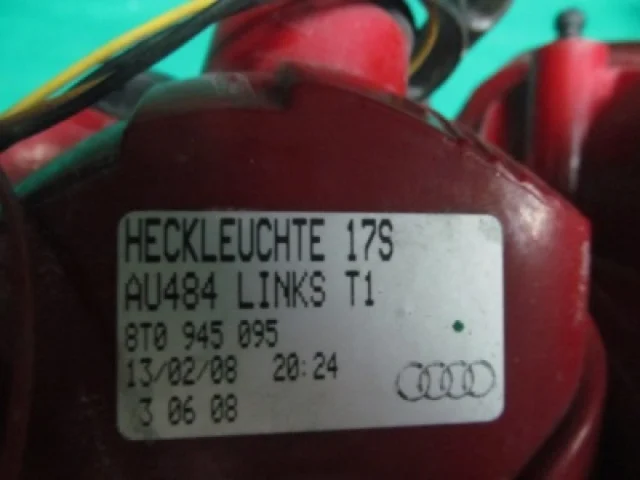 HECKLEUCHTE 17S
AU484 LINKS T1
8T0 945 095
13/02/08 20:24
3 06 08